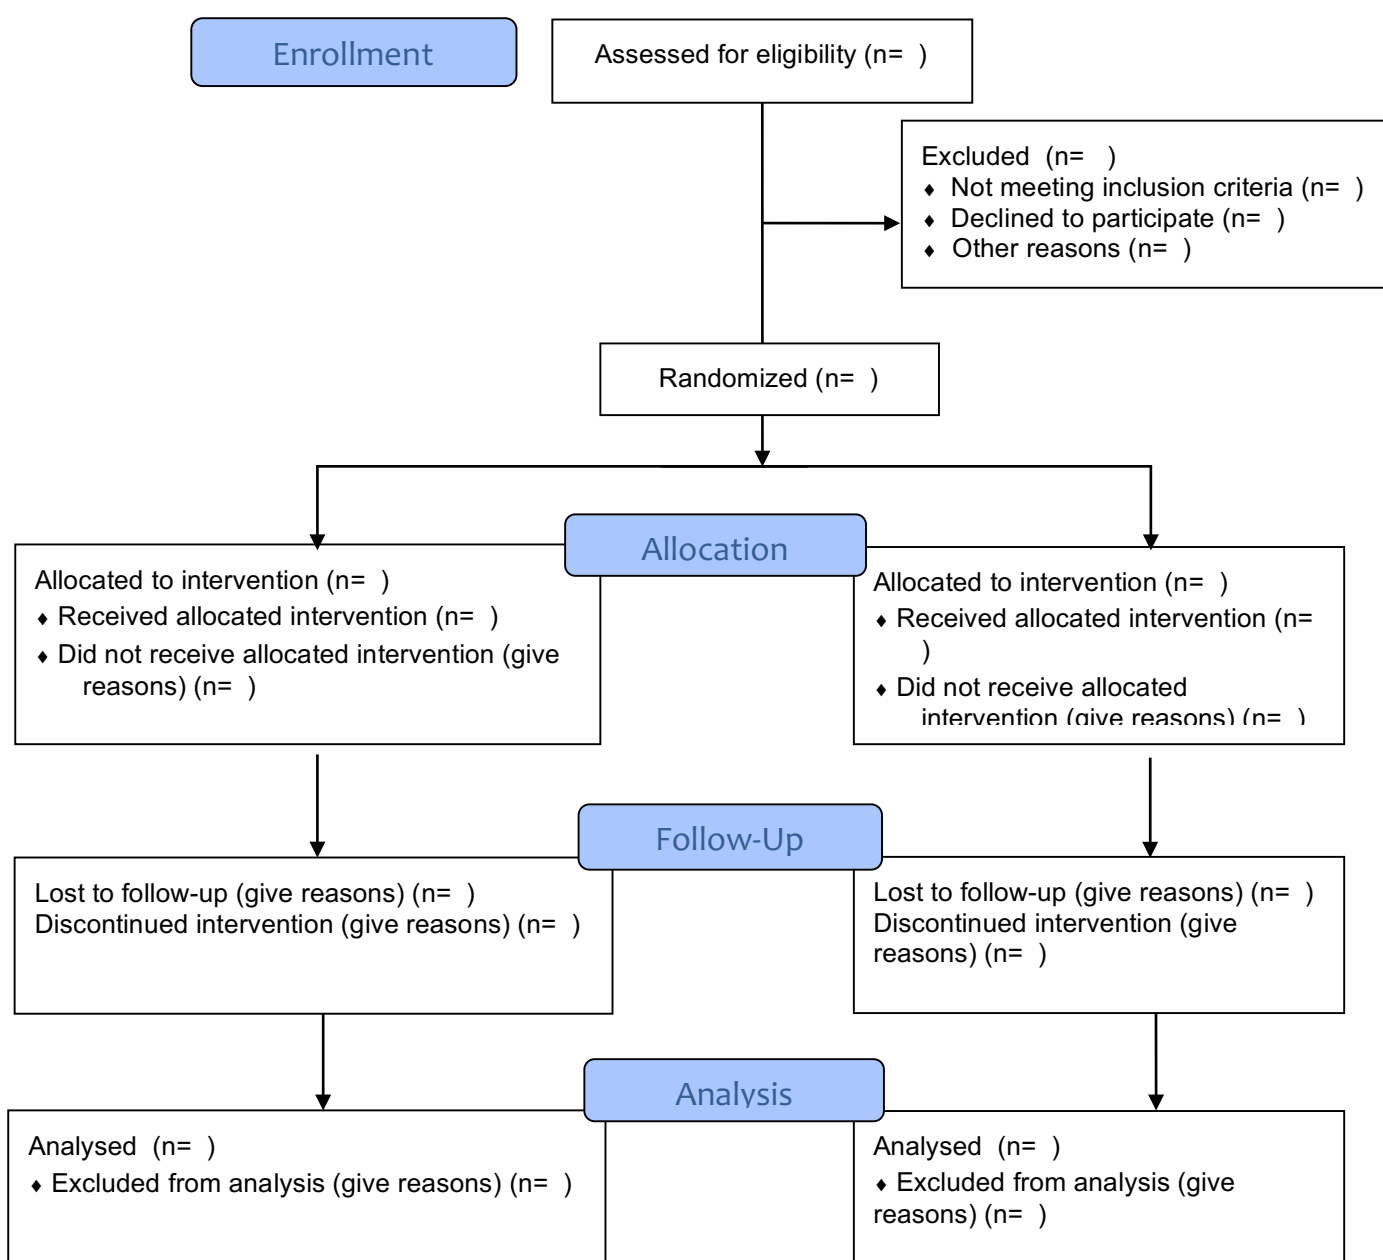 Enrollment
Assessed for eligibility (n=  )
Excluded  (n=   )
♦ Not meeting inclusion criteria (n=  )
♦ Declined to participate (n=  )
♦ Other reasons (n=  )
Randomized (n=  )
Allocation
Allocated to intervention (n=  )
♦ Received allocated intervention (n=  )
♦ Did not receive allocated intervention (give
reasons) (n=  )
Allocated to intervention (n=  )
♦ Received allocated intervention (n=
)
♦ Did not receive allocated
intervention (give reasons) (n=  )
Follow-Up
Lost to follow-up (give reasons) (n=  )
Discontinued intervention (give reasons) (n=  )
Lost to follow-up (give reasons) (n=  )
Discontinued intervention (give
reasons) (n=  )
Analysis
Analysed  (n=  )
♦ Excluded from analysis (give reasons) (n=  )
Analysed  (n=  )
♦ Excluded from analysis (give
reasons) (n=  )